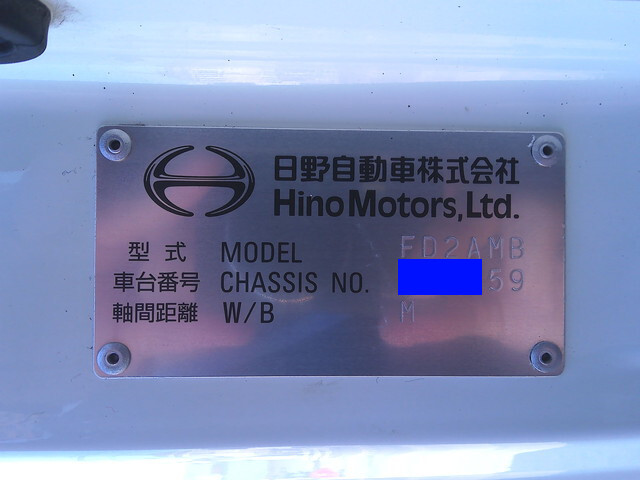 日野自動車株式会社
Hino Motors, Ltd.
型式 MODEL FD2AMB
車台番号 CHASSIS NO. 59
軸間距離 W/B M